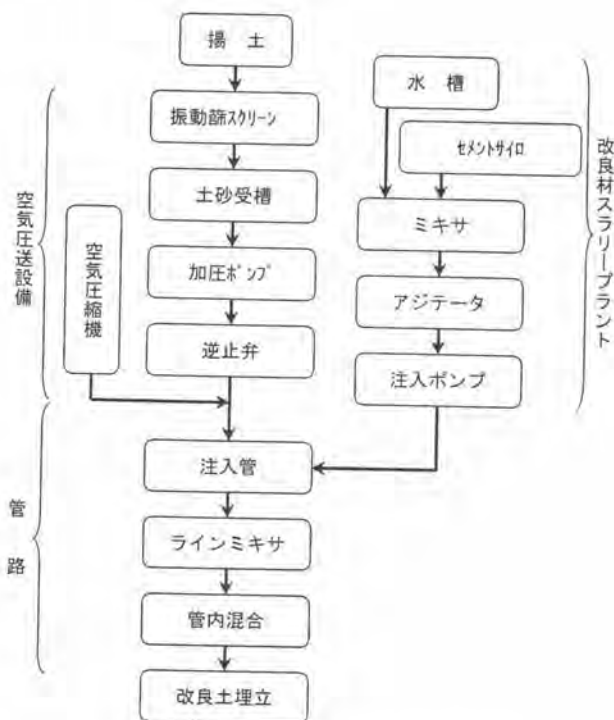 揚 土
振動篩スクリーン
土砂受槽
加圧ポンプ
逆止弁
空気圧縮機
空気圧送設備
水 槽
セメントサイロ
ミキサ
アジテータ
注入ポンプ
改良材スラリープラント
注入管
ラインミキサ
管内混合
改良土埋立
管 路